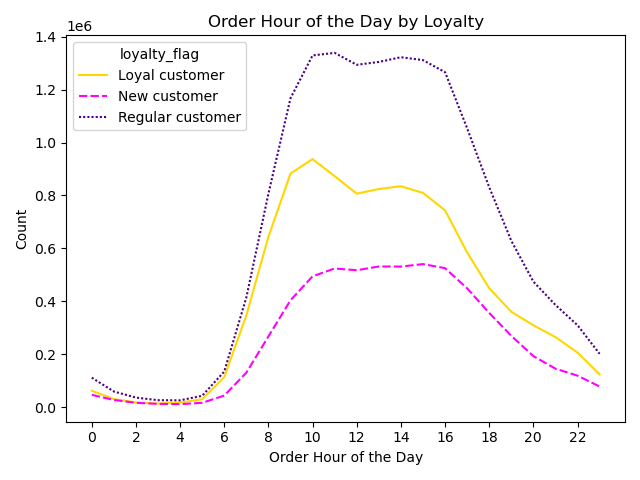 Order Hour of the Day by Loyalty
1e6
loyalty_flag
Loyal customer
New customer
Regular customer
1.4
1.2
1.0
0.8
0.6
0.4
0.2
0.0
Count
0 2 4 6 8 10 12 14 16 18 20 22
Order Hour of the Day